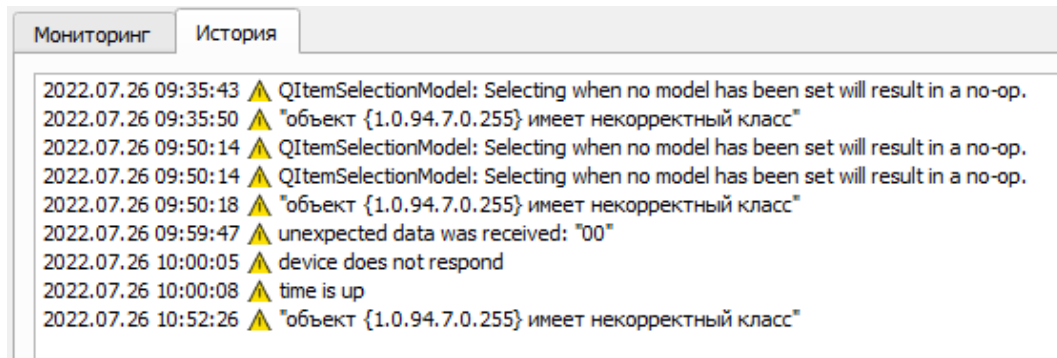 Мониторинг История
2022.07.26 09:35:43 QItemSelectionModel: Selecting when no model has been set will result in a no-op.
2022.07.26 09:35:50 "объект {1.0.94.7.0.255} имеет некорректный класс"
2022.07.26 09:50:14 QItemSelectionModel: Selecting when no model has been set will result in a no-op.
2022.07.26 09:50:14 QItemSelectionModel: Selecting when no model has been set will result in a no-op.
2022.07.26 09:50:18 "объект {1.0.94.7.0.255} имеет некорректный класс"
2022.07.26 09:59:47 unexpected data was received: "00"
2022.07.26 10:00:05 device does not respond
2022.07.26 10:00:08 time is up
2022.07.26 10:52:26 "объект {1.0.94.7.0.255} имеет некорректный класс"